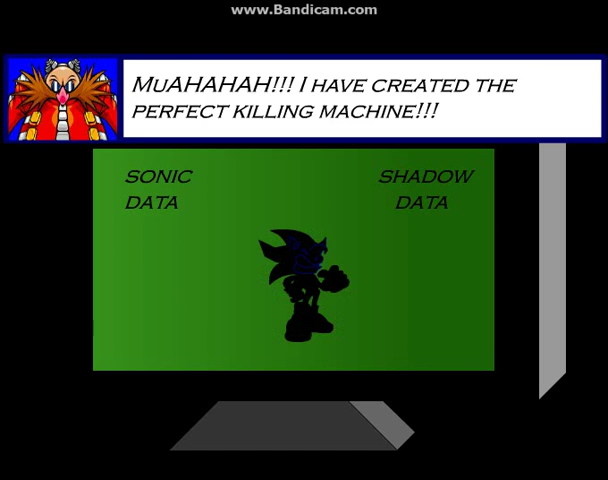 www.Bandicam.com
MuAHAHAH!!! I HAVE CREATED THE
PERFECT KILLING MACHINE!!!
SONIC
DATA
SHADOW
DATA